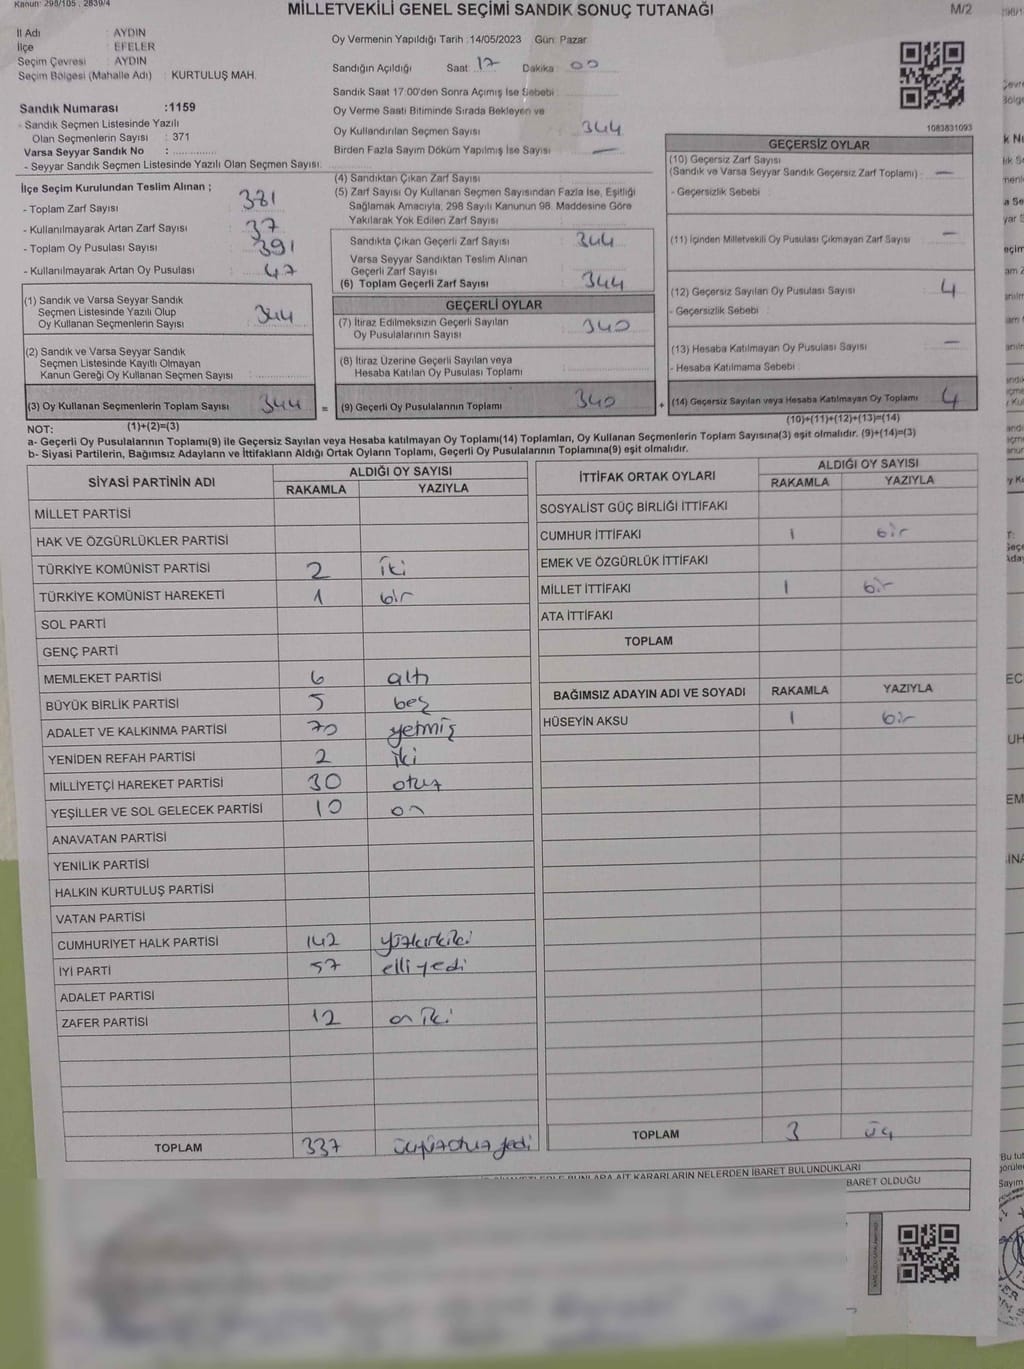 Kanun: 298/105 , 2839/4
MİLLETVEKİLİ GENEL SEÇİMİ SANDIK SONUÇ TUTANAĞI
M/2
İl Adı : AYDIN
İlçe : EFELER
Seçim Çevresi : AYDIN
Seçim Bölgesi (Mahalle Adı) : KURTULUŞ MAH.
Sandık Numarası :1159
- Sandık Seçmen Listesinde Yazılı
Olan Seçmenlerin Sayısı : 371
Varsa Seyyar Sandık No :
- Seyyar Sandık Seçmen Listesinde Yazılı Olan Seçmen Sayısı:
İlçe Seçim Kurulundan Teslim Alınan ;
- Toplam Zarf Sayısı : 381
- Kullanılmayarak Artan Zarf Sayısı : 37
- Toplam Oy Pusulası Sayısı : 391
- Kullanılmayarak Artan Oy Pusulası : 47
(1) Sandık ve Varsa Seyyar Sandık
Seçmen Listesinde Yazılı Olup
Oy Kullanan Seçmenlerin Sayısı : 344
(2) Sandık ve Varsa Seyyar Sandık
Seçmen Listesinde Kayıtlı Olmayan
Kanun Gereği Oy Kullanan Seçmen Sayısı :
(3) Oy Kullanan Seçmenlerin Toplam Sayısı 344
Oy Vermenin Yapıldığı Tarih :14/05/2023 Gün: Pazar
Sandığın Açıldığı Saat: 17 Dakika : 00
Sandık Saat 17:00'den Sonra Açmış İse Sebebi :
Oy Verme Saati Bitiminde Sırada Bekleyen ve
Oy Kullandırılan Seçmen Sayısı : 344
Birden Fazla Sayım Döküm Yapılmış İse Sayısı : —
(4) Sandıktan Çıkan Zarf Sayısı
(5) Zarf Sayısı Oy Kullanan Seçmen Sayısından Fazla İse, Eşitliği
Sağlamak Amacıyla, 298 Sayılı Kanunun 98. Maddesine Göre
Yakılarak Yok Edilen Zarf Sayısı :
Sandıkta Çıkan Geçerli Zarf Sayısı : 344
Varsa Seyyar Sandıktan Teslim Alınan
Geçerli Zarf Sayısı :
(6) Toplam Geçerli Zarf Sayısı : 344
GEÇERLİ OYLAR
(7) İtiraz Edilmeksizin Geçerli Sayılan
Oy Pusulalarının Sayısı : 340
(8) İtiraz Üzerine Geçerli Sayılan veya
Hesaba Katılan Oy Pusulası Toplamı :
= (9) Geçerli Oy Pusulalarının Toplamı 340
1083831093
GEÇERSİZ OYLAR
(10) Geçersiz Zarf Sayısı
(Sandık ve Varsa Seyyar Sandık Geçersiz Zarf Toplamı) : —
- Geçersizlik Sebebi :
(11) İçinden Milletvekili Oy Pusulası Çıkmayan Zarf Sayısı : —
(12) Geçersiz Sayılan Oy Pusulası Sayısı : 4
- Geçersizlik Sebebi :
(13) Hesaba Katılmayan Oy Pusulası Sayısı : —
- Hesaba Katılmama Sebebi :
+ (14) Geçersiz Sayılan veya Hesaba Katılmayan Oy Toplamı 4
(10)+(11)+(12)+(13)=(14)
NOT: (1)+(2)=(3)
a- Geçerli Oy Pusulalarının Toplamı(9) ile Geçersiz Sayılan veya Hesaba katılmayan Oy Toplamı(14) Toplamları, Oy Kullanan Seçmenlerin Toplam Sayısına(3) eşit olmalıdır. (9)+(14)=(3)
b- Siyasi Partilerin, Bağımsız Adayların ve İttifakların Aldığı Ortak Oyların Toplamı, Geçerli Oy Pusulalarının Toplamına(9) eşit olmalıdır.
SİYASİ PARTİNİN ADI ALDIĞI OY SAYISI
RAKAMLA YAZIYLA
MİLLET PARTİSİ
HAK VE ÖZGÜRLÜKLER PARTİSİ
TÜRKİYE KOMÜNİST PARTİSİ 2 iki
TÜRKİYE KOMÜNİST HAREKETİ 1 bir
SOL PARTİ
GENÇ PARTİ
MEMLEKET PARTİSİ 6 altı
BÜYÜK BİRLİK PARTİSİ 5 beş
ADALET VE KALKINMA PARTİSİ 70 yetmiş
YENİDEN REFAH PARTİSİ 2 iki
MİLLİYETÇİ HAREKET PARTİSİ 30 otuz
YEŞİLLER VE SOL GELECEK PARTİSİ 10 on
ANAVATAN PARTİSİ
YENİLİK PARTİSİ
HALKIN KURTULUŞ PARTİSİ
VATAN PARTİSİ
CUMHURİYET HALK PARTİSİ 142 yüzkırkiki
İYİ PARTİ 57 elliyedi
ADALET PARTİSİ
ZAFER PARTİSİ 12 on iki
TOPLAM 337 üçyüzotuz yedi
İTTİFAK ORTAK OYLARI ALDIĞI OY SAYISI
RAKAMLA YAZIYLA
SOSYALİST GÜÇ BİRLİĞİ İTTİFAKI
CUMHUR İTTİFAKI 1 bir
EMEK VE ÖZGÜRLÜK İTTİFAKI
MİLLET İTTİFAKI 1 bir
ATA İTTİFAKI
TOPLAM
BAĞIMSIZ ADAYIN ADI VE SOYADI RAKAMLA YAZIYLA
HÜSEYİN AKSU 1 bir
TOPLAM 3 üç
BUNLARA AİT KARARLARIN NELERDEN İBARET BULUNDUKLARI
BARET OLDUĞU